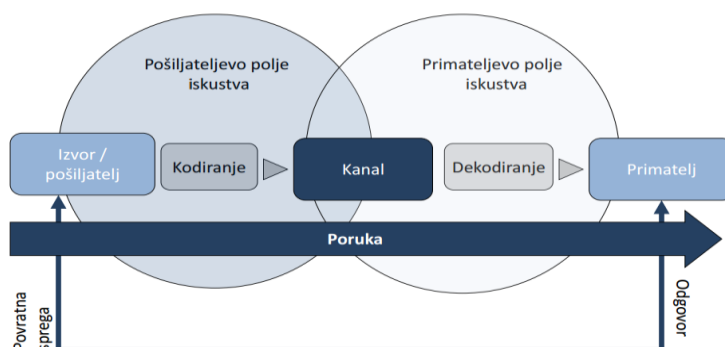 Pošiljateljevo polje
iskustva
Primateljevo polje
iskustva
Izvor /
pošiljatelj
Kodiranje
Kanal
Dekodiranje
Primatelj
Poruka
Povratna
sprega
Odgovor